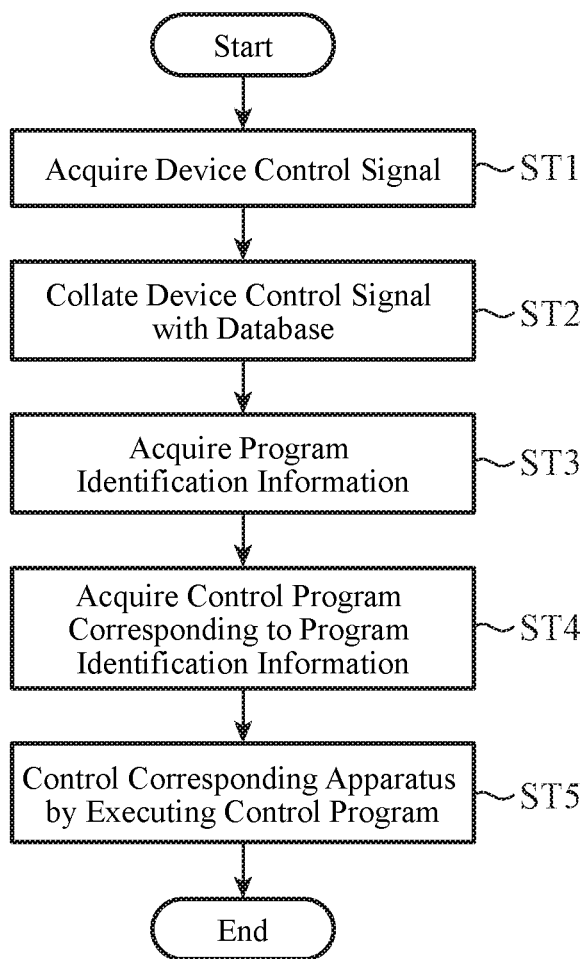 Start
Acquire Device Control Signal
ST1
Collate Device Control Signal
with Database
ST2
Acquire Program
Identification Information
ST3
Acquire Control Program
Corresponding to Program
Identification Information
ST4
Control Corresponding Apparatus
by Executing Control Program
ST5
End